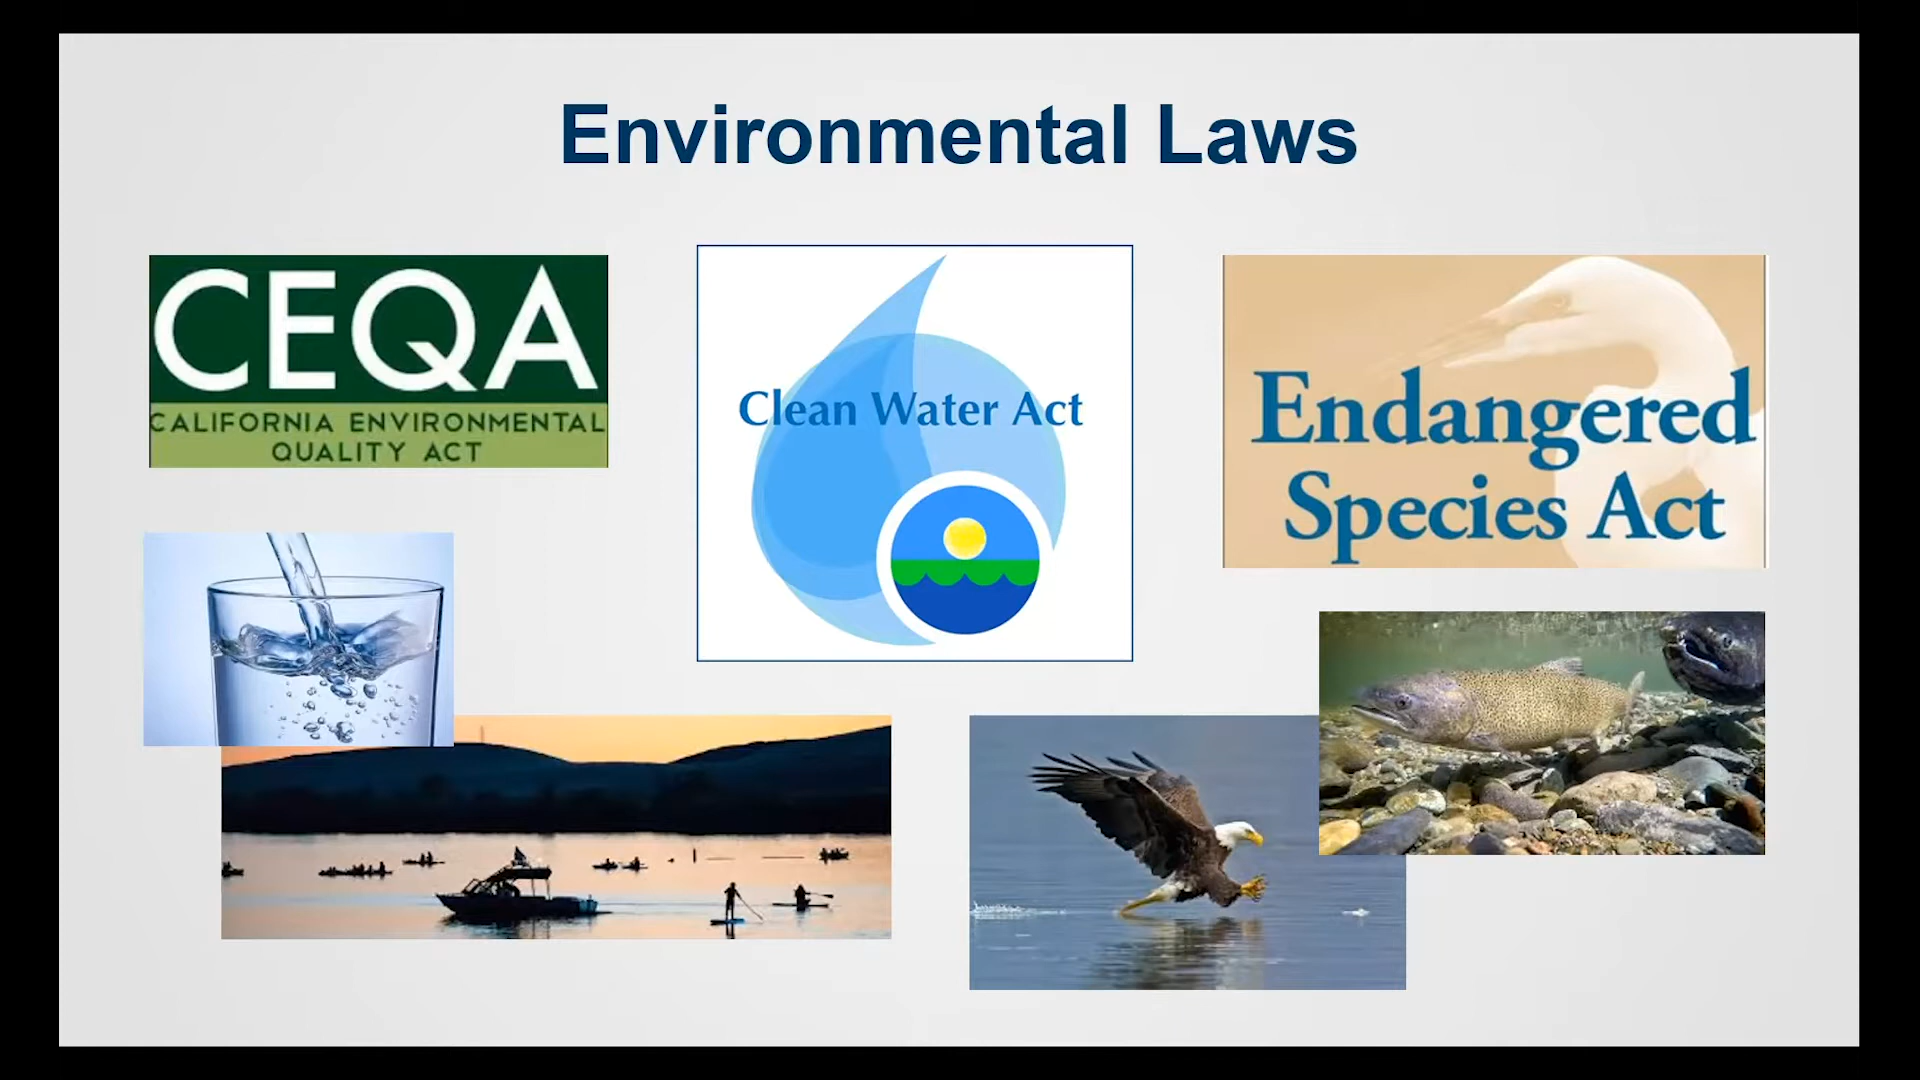 Environmental Laws
CEQA
CALIFORNIA ENVIRONMENTAL
QUALITY ACT
Clean Water Act
Endangered
Species Act